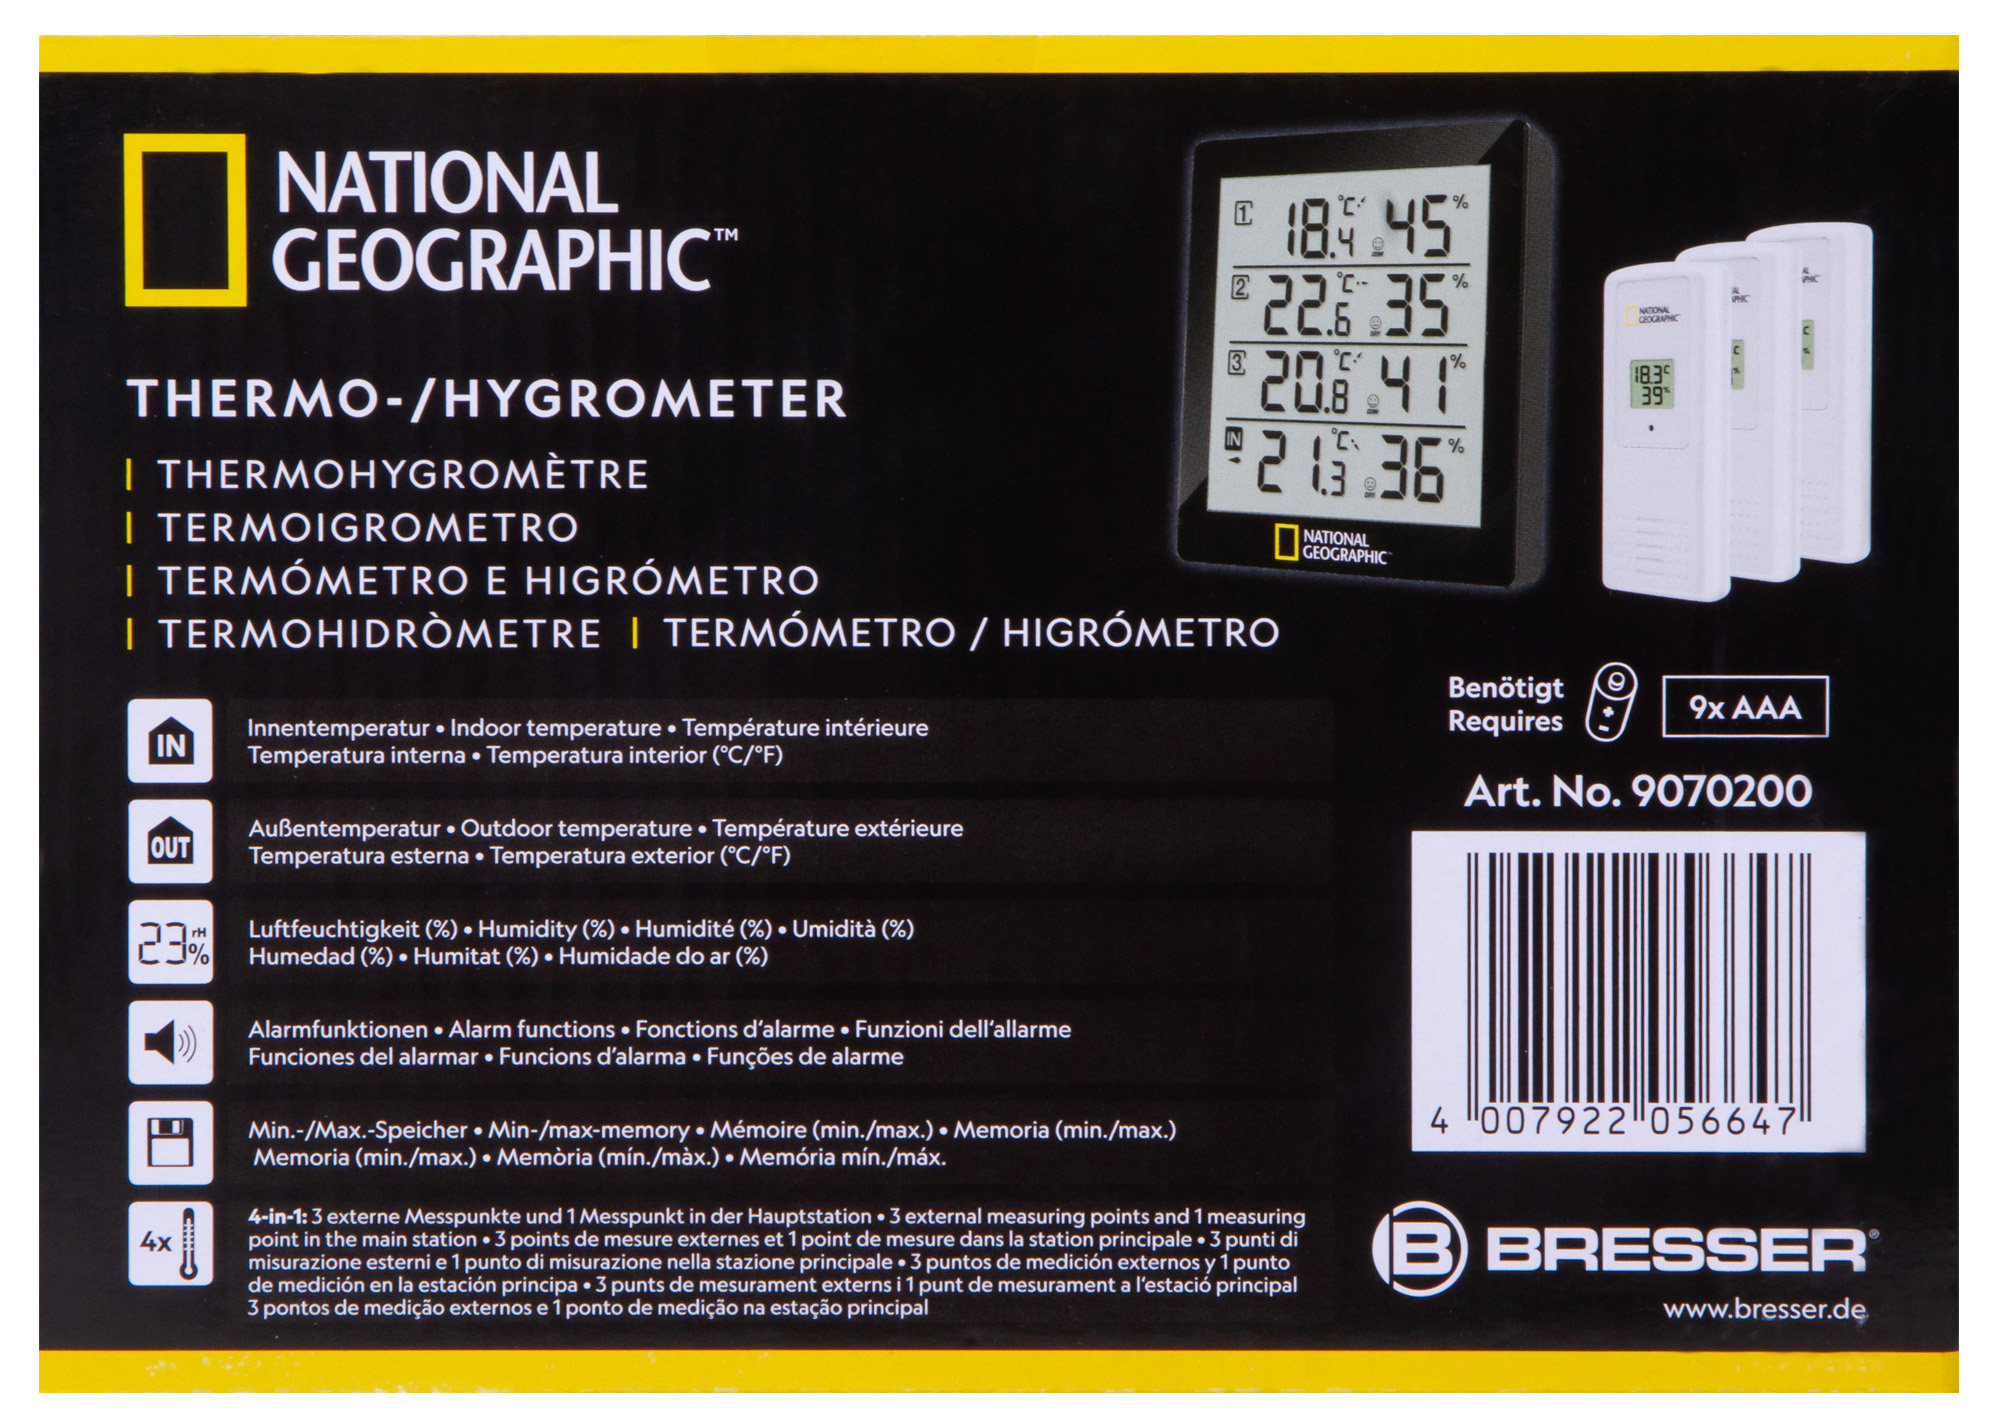 NATIONAL
GEOGRAPHIC™
THERMO-/HYGROMETER
THERMOHYGROMÈTRE
TERMOIGROMETRO
TERMÓMETRO E HIGRÓMETRO
TERMOHIDRÒMETRE | TERMÓMETRO / HIGRÓMETRO
1 18.4 °C 45 %
2 22.6 °C 35 %
3 20.8 °C 41 %
IN 21.3 °C 36 %
NATIONAL
GEOGRAPHIC
NATIONAL
GEOGRAPHIC
18.3 °C
39 %
Benötigt
Requires
9x AAA
Art. No. 9070200
IN
Innentemperatur • Indoor temperature • Température intérieure
Temperatura interna • Temperatura interior (°C/°F)
OUT
Außentemperatur • Outdoor temperature • Température extérieure
Temperatura esterna • Temperatura exterior (°C/°F)
23 rH %
Luftfeuchtigkeit (%) • Humidity (%) • Humidité (%) • Umidità (%)
Humedad (%) • Humitat (%) • Humidade do ar (%)
Alarmfunktionen • Alarm functions • Fonctions d‘alarme • Funzioni dell‘allarme
Funciones del alarmar • Funcions d’alarma • Funções de alarme
Min.-/Max.-Speicher • Min-/max-memory • Mémoire (min./max.) • Memoria (min./max.)
Memoria (min./max.) • Memòria (mín./màx.) • Memória mín./máx.
4x
4-in-1: 3 externe Messpunkte und 1 Messpunkt in der Hauptstation • 3 external measuring points and 1 measuring
point in the main station • 3 points de mesure externes et 1 point de mesure dans la station principale • 3 punti di
misurazione esterni e 1 punto di misurazione nella stazione principale • 3 puntos de medición externos y 1 punto
de medición en la estación principa • 3 punts de mesurament externs i 1 punt de mesurament a l‘estació principal
3 pontos de medição externos e 1 ponto de medição na estação principal
4 007922 056647
B BRESSER®
www.bresser.de